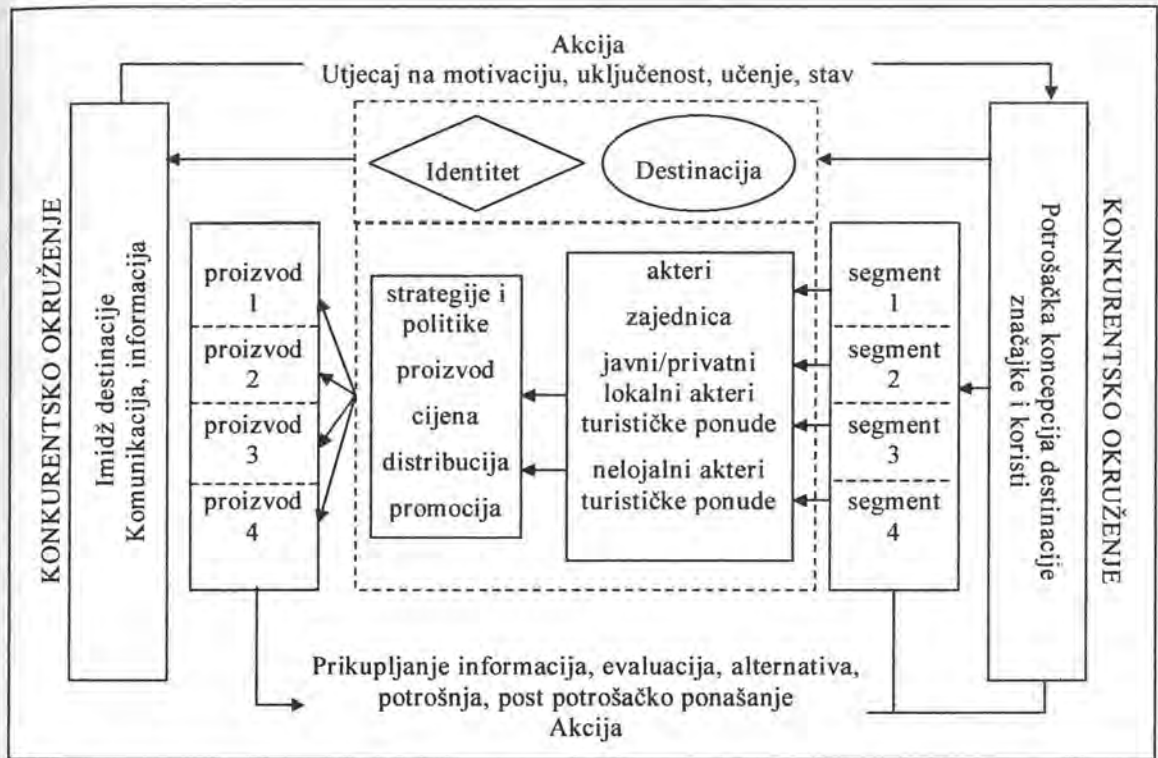 Akcija
Utjecaj na motivaciju, uključenost, učenje, stav
KONKURENTSKO OKRUŽENJE
Imidž destinacije
Komunikacija, informacija
Identitet
Destinacija
proizvod
1
proizvod
2
proizvod
3
proizvod
4
strategije i
politike
proizvod
cijena
distribucija
promocija
akteri
zajednica
javni/privatni
lokalni akteri
turističke ponude
nelojalni akteri
turističke ponude
segment
1
segment
2
segment
3
segment
4
Potrošačka koncepcija destinacije
značajke i koristi
KONKURENTSKO OKRUŽENJE
Prikupljanje informacija, evaluacija, alternativa,
potrošnja, post potrošačko ponašanje
Akcija